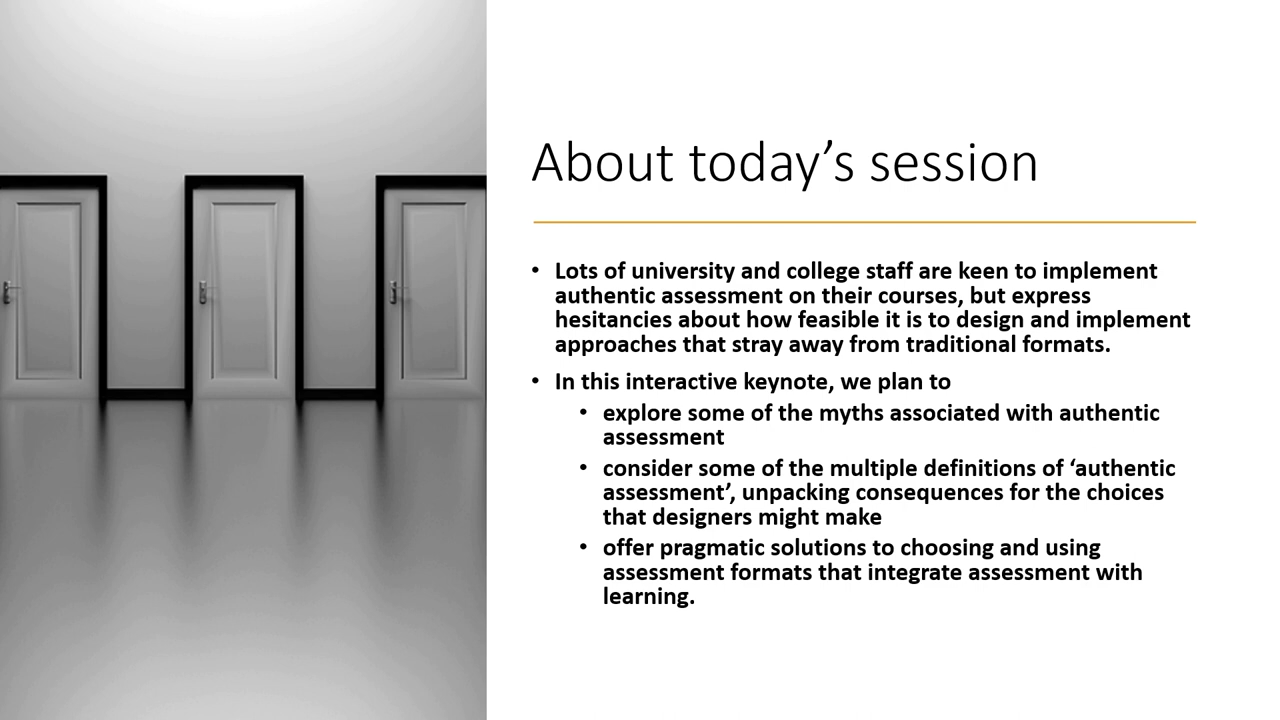 About today’s session
• Lots of university and college staff are keen to implement
authentic assessment on their courses, but express
hesitancies about how feasible it is to design and implement
approaches that stray away from traditional formats.
• In this interactive keynote, we plan to
• explore some of the myths associated with authentic
assessment
• consider some of the multiple definitions of ‘authentic
assessment’, unpacking consequences for the choices
that designers might make
• offer pragmatic solutions to choosing and using
assessment formats that integrate assessment with
learning.